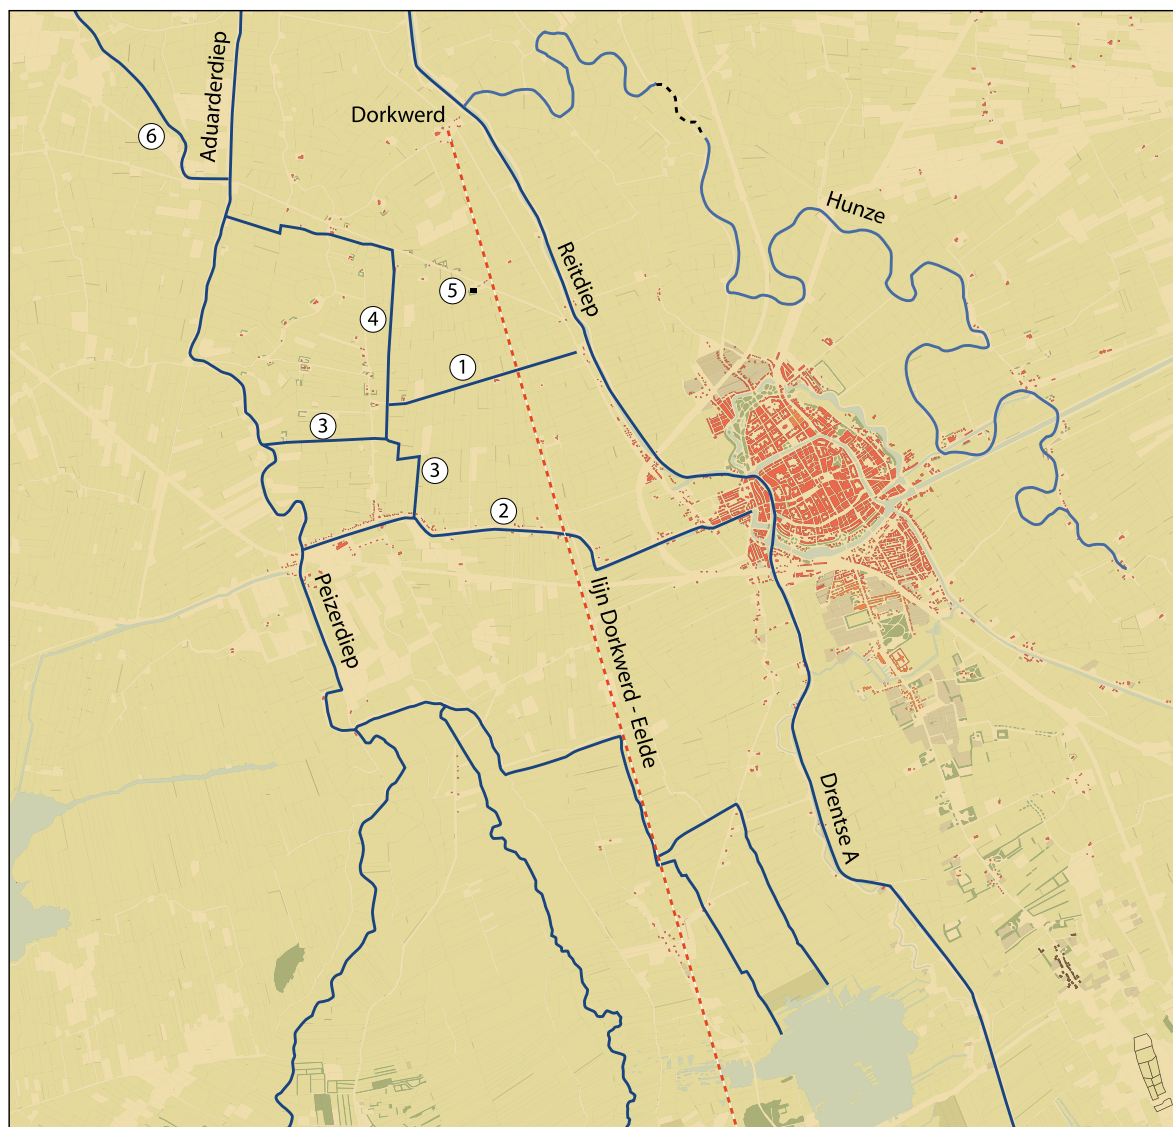 Aduarderdiep
Dorkwerd
6
Hunze
Reitdiep
5
4
1
3
3
2
Peizerdiep
lijn Dorkwerd - Eelde
Drentse A